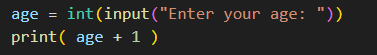 age = int(input("Enter your age: "))
print( age + 1 )